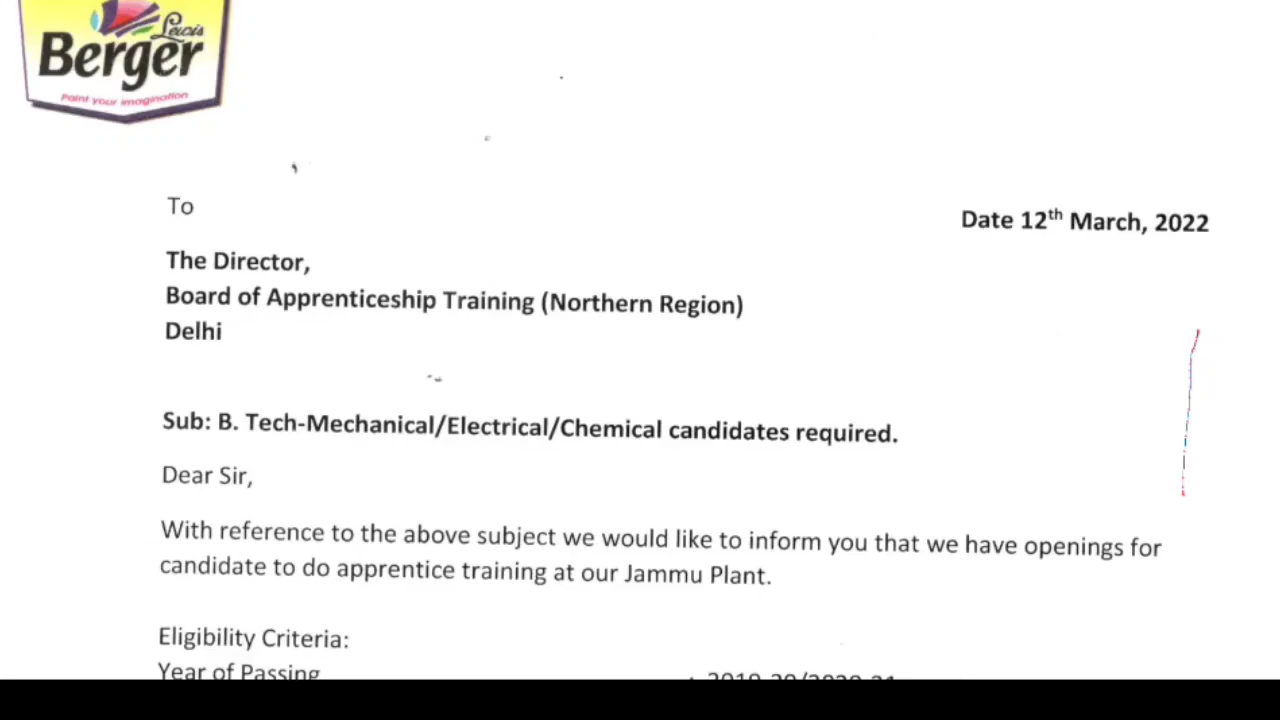 Lewis
Berger
Paint your imagination
To
Date 12th March, 2022
The Director,
Board of Apprenticeship Training (Northern Region)
Delhi
Sub: B. Tech-Mechanical/Electrical/Chemical candidates required.
Dear Sir,
With reference to the above subject we would like to inform you that we have openings for
candidate to do apprentice training at our Jammu Plant.
Eligibility Criteria:
Year of Passing